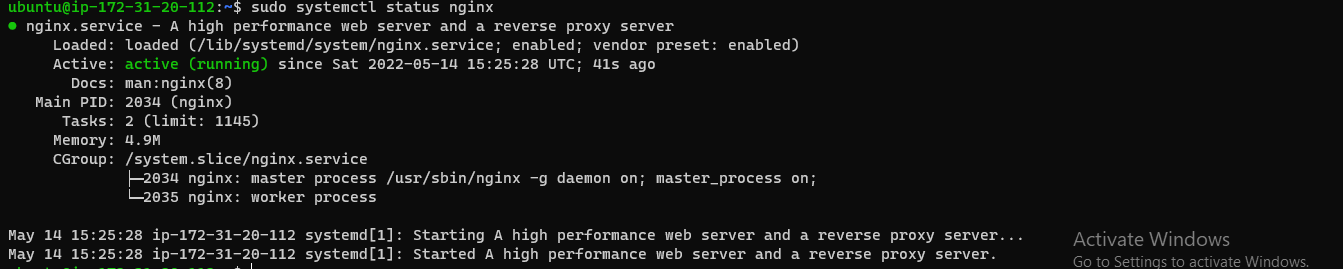 ubuntu@ip-172-31-20-112:~$ sudo systemctl status nginx
● nginx.service - A high performance web server and a reverse proxy server
Loaded: loaded (/lib/systemd/system/nginx.service; enabled; vendor preset: enabled)
Active: active (running) since Sat 2022-05-14 15:25:28 UTC; 41s ago
Docs: man:nginx(8)
Main PID: 2034 (nginx)
Tasks: 2 (limit: 1145)
Memory: 4.9M
CGroup: /system.slice/nginx.service
├─2034 nginx: master process /usr/sbin/nginx -g daemon on; master_process on;
└─2035 nginx: worker process
May 14 15:25:28 ip-172-31-20-112 systemd[1]: Starting A high performance web server and a reverse proxy server...
May 14 15:25:28 ip-172-31-20-112 systemd[1]: Started A high performance web server and a reverse proxy server.
Activate Windows
Go to Settings to activate Windows.